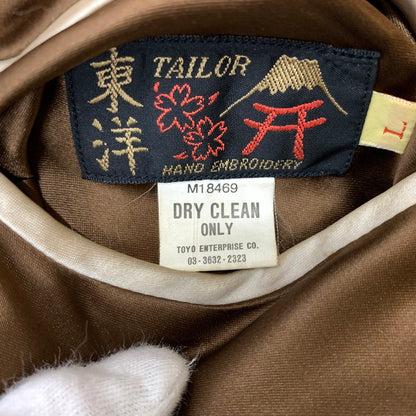 東洋
TAILOR
HAND EMBROIDERY
L
M18469
DRY CLEAN
ONLY
TOYO ENTERPRISE CO.
03-3632-2323